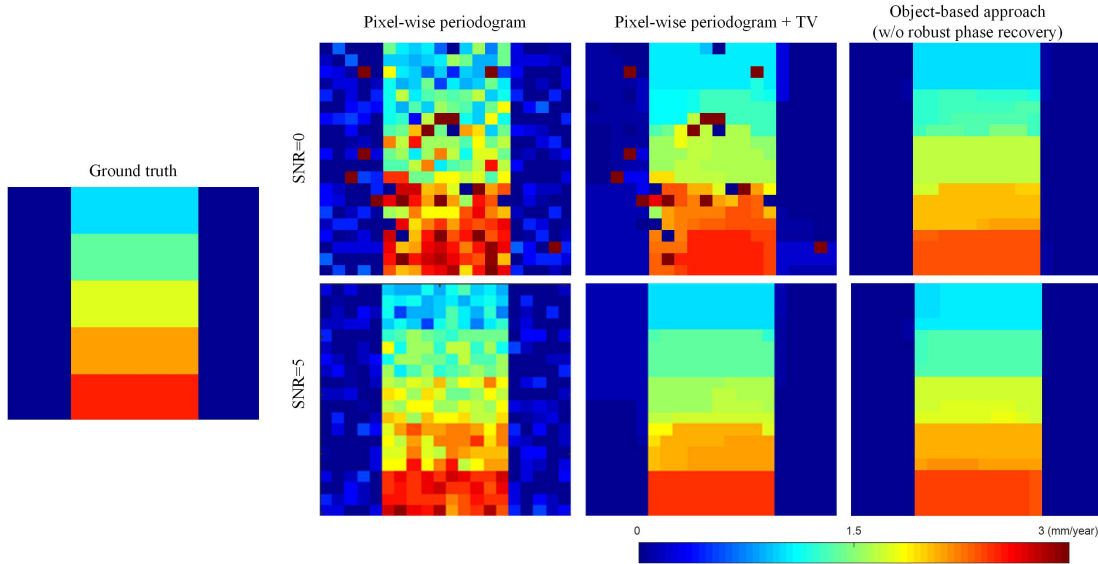 Pixel-wise periodogram
Pixel-wise periodogram + TV
Object-based approach
(w/o robust phase recovery)
Ground truth
SNR=0
SNR=5
0
1.5
3 (mm/year)